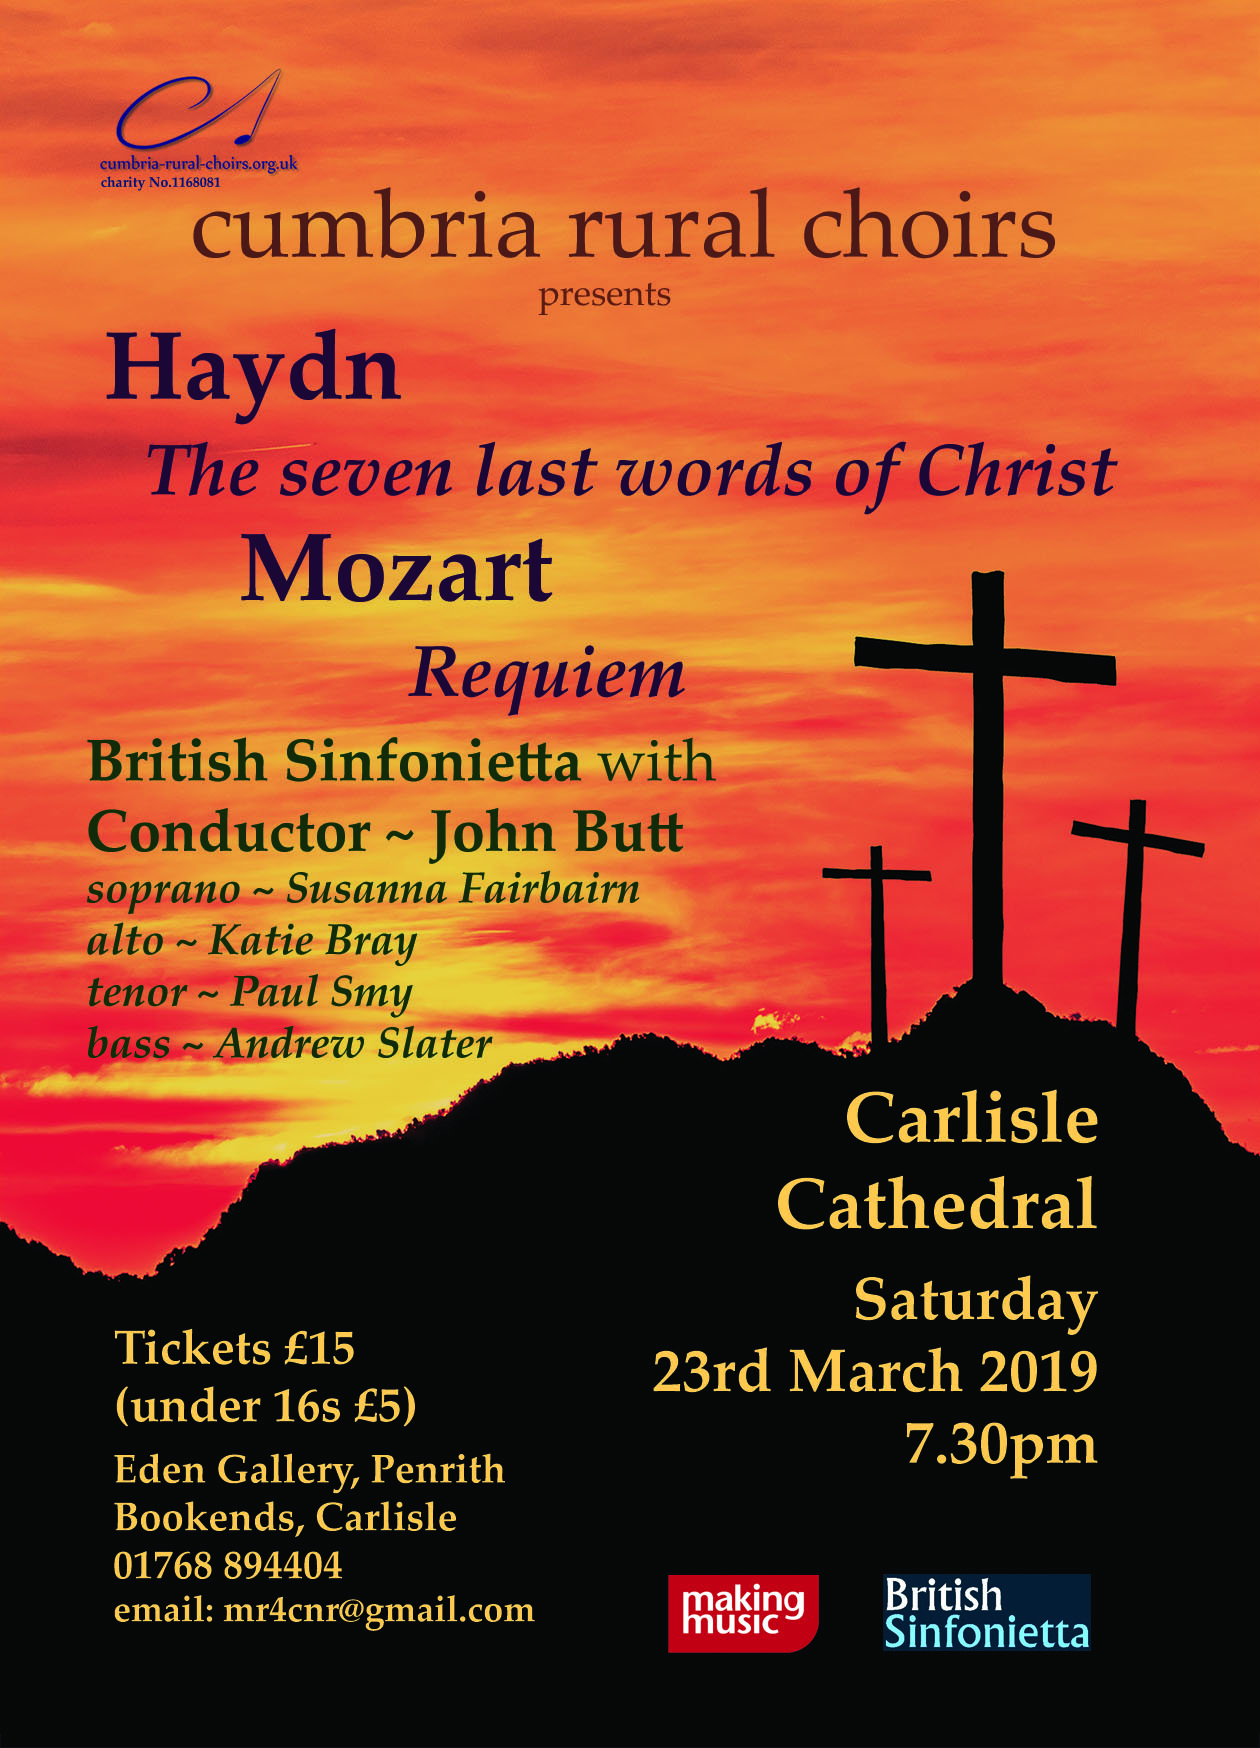 cumbria-rural-choirs.org.uk
charity No.1168081
cumbria rural choirs
presents
Haydn
The seven last words of Christ
Mozart
Requiem
British Sinfonietta with
Conductor ~ John Butt
soprano ~ Susanna Fairbairn
alto ~ Katie Bray
tenor ~ Paul Smy
bass ~ Andrew Slater
Carlisle
Cathedral
Saturday
23rd March 2019
7.30pm
Tickets £15
(under 16s £5)
Eden Gallery, Penrith
Bookends, Carlisle
01768 894404
email: mr4cnr@gmail.com
making
music
British
Sinfonietta